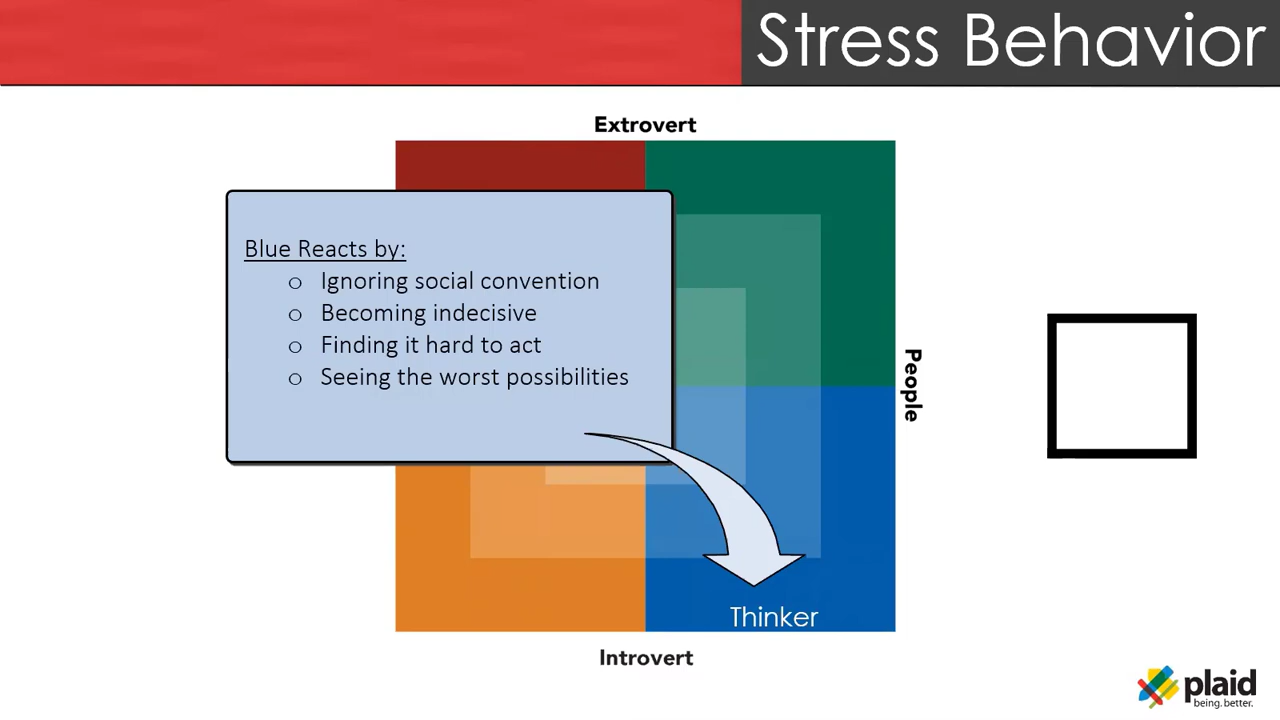 Stress Behavior
Extrovert
Blue Reacts by:
o Ignoring social convention
o Becoming indecisive
o Finding it hard to act
o Seeing the worst possibilities
People
Thinker
Introvert
plaid
being. better.